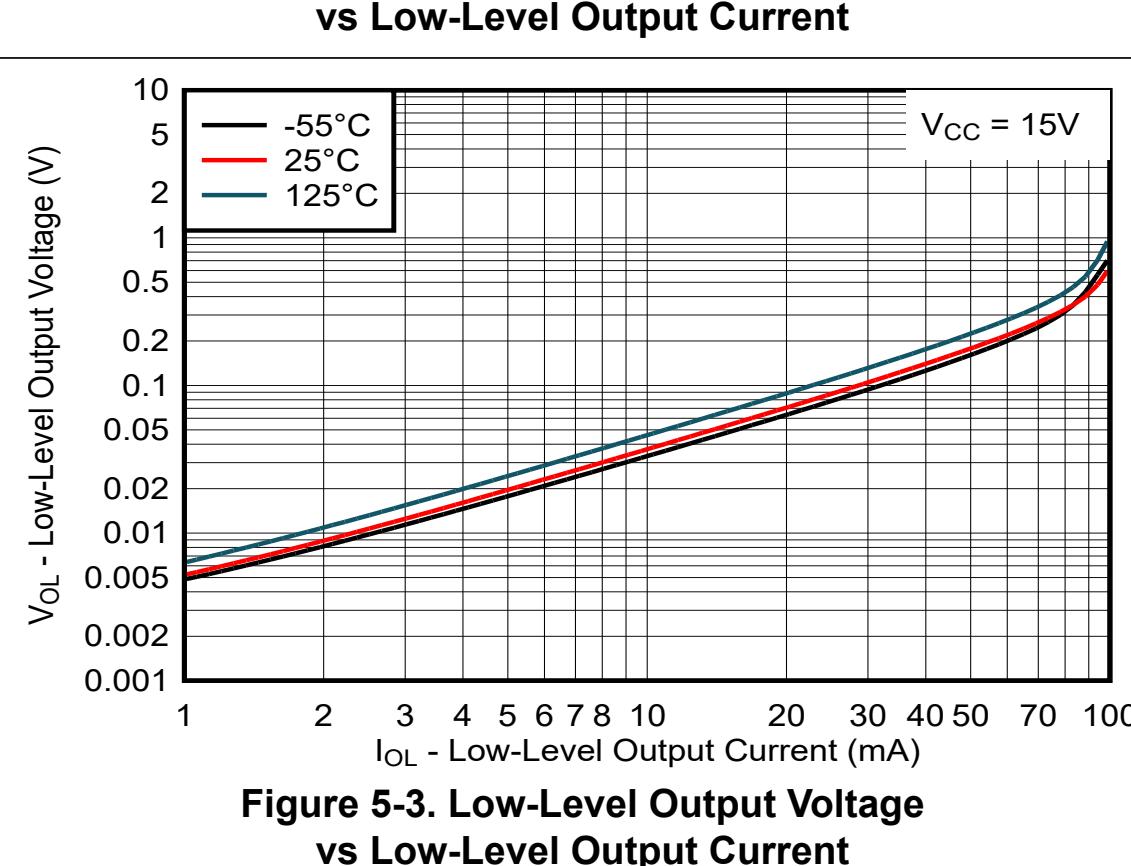 vs Low-Level Output Current
10
5
2
1
0.5
0.2
0.1
0.05
0.02
0.01
0.005
0.002
0.001
VOL - Low-Level Output Voltage (V)
-55°C
25°C
125°C
VCC = 15V
1 2 3 4 5 6 7 8 10 20 30 40 50 70 100
IOL - Low-Level Output Current (mA)
Figure 5-3. Low-Level Output Voltage
vs Low-Level Output Current